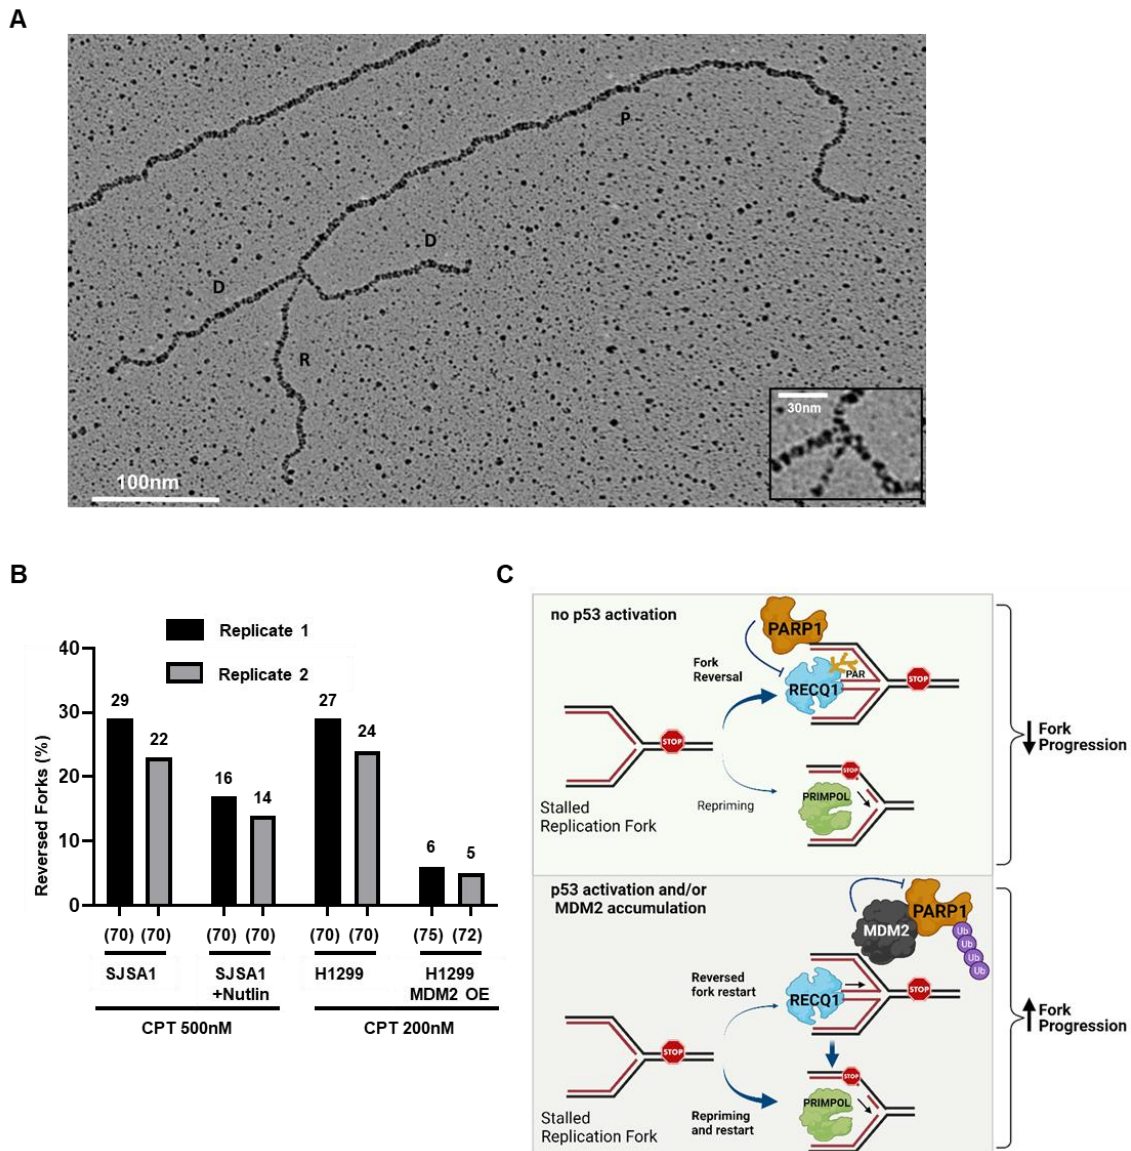 A
P
D
D
R
30nm
100nm
B
Replicate 1
Replicate 2
Reversed Forks (%)
40
30
20
10
0
29
22
16
14
27
24
6
5
(70) (70)
(70) (70)
(70) (70)
(75) (72)
SJSA1
SJSA1
+Nutlin
H1299
H1299
MDM2 OE
CPT 500nM
CPT 200nM
C
no p53 activation
PARP1
Fork
Reversal
PAR
RECQ1
STOP
STOP
Stalled
Replication Fork
Repriming
STOP
PRIMPOL
Fork
Progression
p53 activation and/or
MDM2 accumulation
PARP1
MDM2
Ub
Ub
Ub
Ub
Reversed
fork restart
RECQ1
STOP
STOP
Stalled
Replication Fork
Repriming
and restart
STOP
PRIMPOL
Fork
Progression